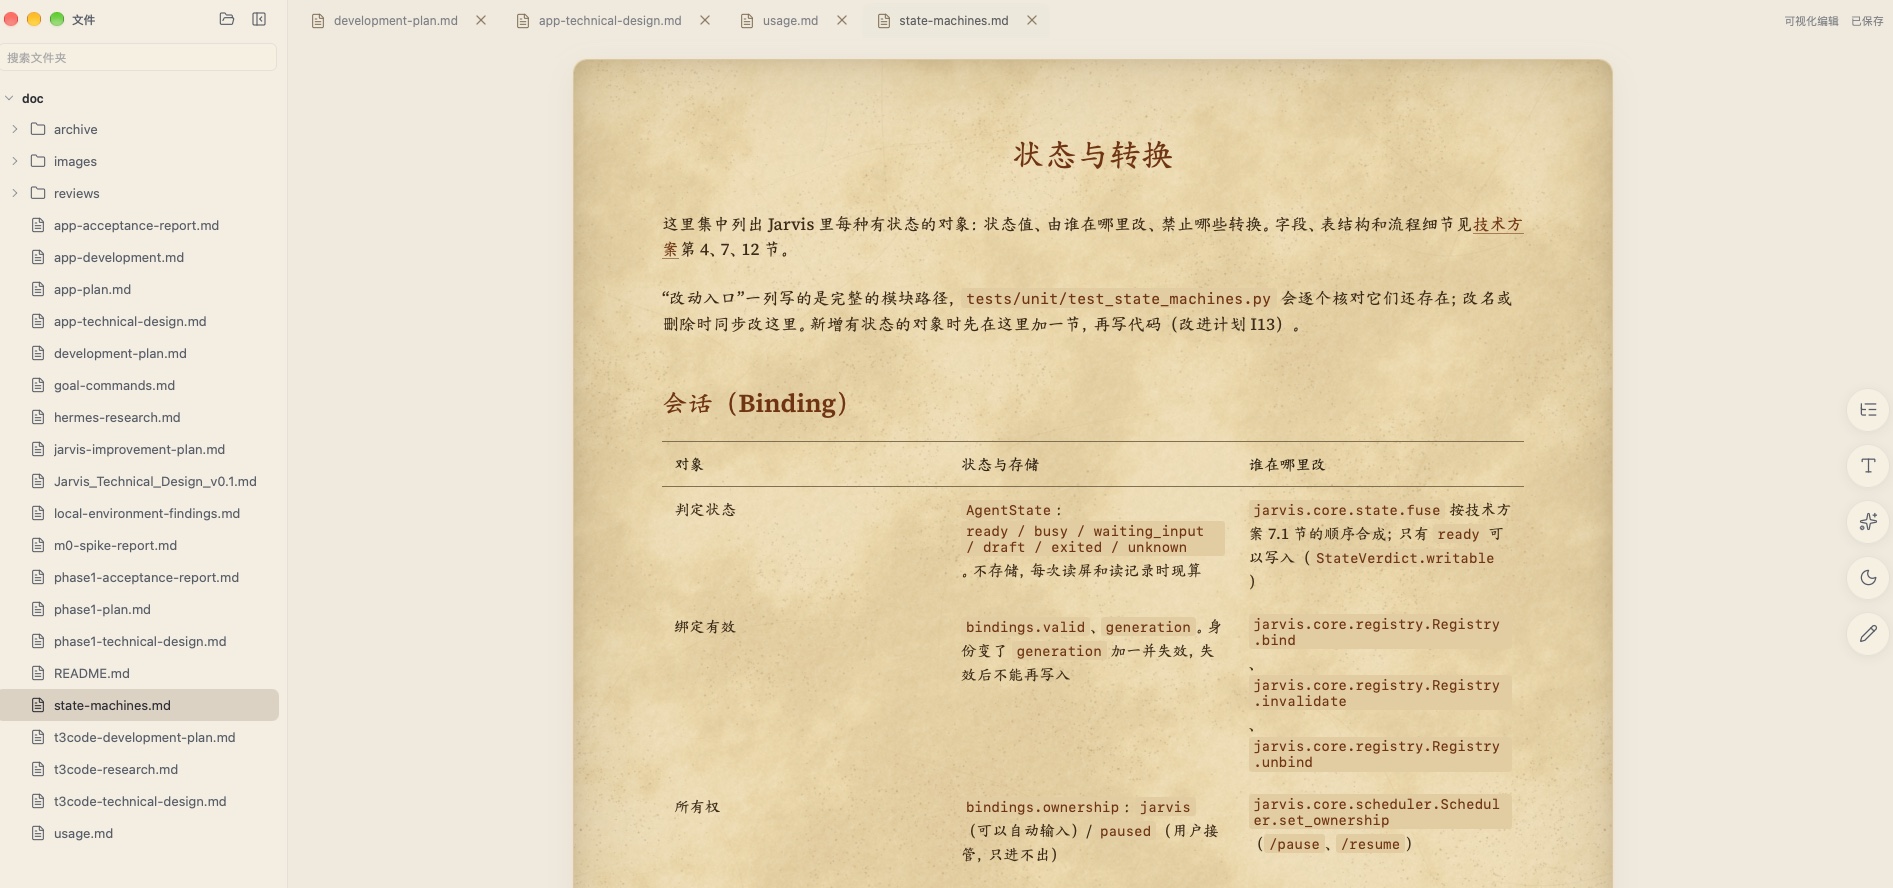 文件
development-plan.md
app-technical-design.md
usage.md
state-machines.md
可视化编辑 已保存
搜索文件夹
doc
archive
images
reviews
app-acceptance-report.md
app-development.md
app-plan.md
app-technical-design.md
development-plan.md
goal-commands.md
hermes-research.md
jarvis-improvement-plan.md
Jarvis_Technical_Design_v0.1.md
local-environment-findings.md
m0-spike-report.md
phase1-acceptance-report.md
phase1-plan.md
phase1-technical-design.md
README.md
state-machines.md
t3code-development-plan.md
t3code-research.md
t3code-technical-design.md
usage.md
状态与转换
这里集中列出 Jarvis 里每种有状态的对象：状态值、由谁在哪里改、禁止哪些转换。字段、表结构和流程细节见技术方
案第 4、7、12 节。
“改动入口”一列写的是完整的模块路径，tests/unit/test_state_machines.py 会逐个核对它们还存在；改名或
删除时同步改这里。新增有状态的对象时先在这里加一节，再写代码（改进计划 I13）。
会话（Binding）
对象 状态与存储 谁在哪里改
判定状态
AgentState：
ready / busy / waiting_input
/ draft / exited / unknown
。不存储，每次读屏和读记录时现算
jarvis.core.state.fuse 按技术方
案 7.1 节的顺序合成；只有 ready 可
以写入（StateVerdict.writable
）
绑定有效
bindings.valid、generation。身
份变了 generation 加一并失效，失
效后不能再写入
jarvis.core.registry.Registry
.bind
、
jarvis.core.registry.Registry
.invalidate
、
jarvis.core.registry.Registry
.unbind
所有权
bindings.ownership：jarvis
（可以自动输入）/ paused（用户接
管，只进不出）
jarvis.core.scheduler.Schedul
er.set_ownership
（/pause、/resume）